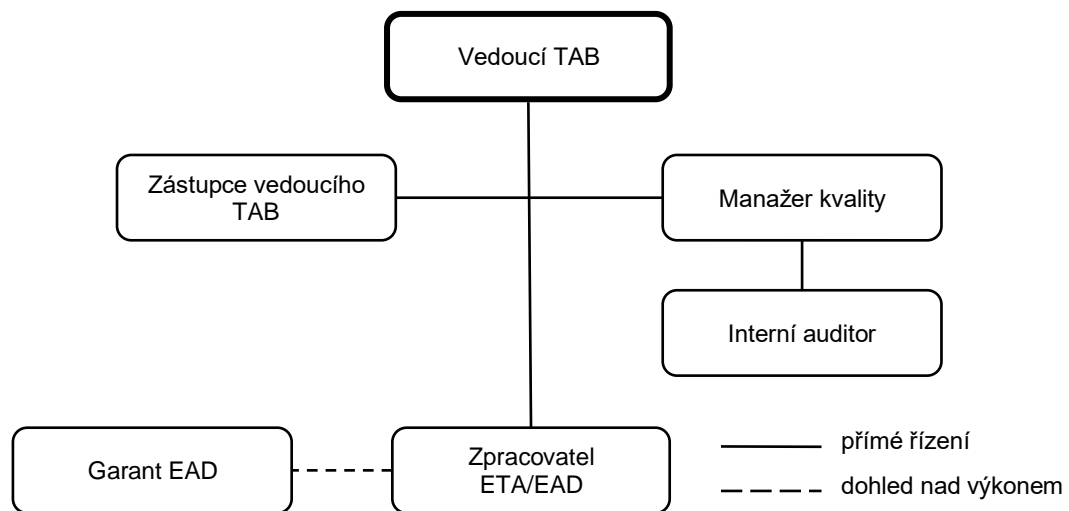 Vedoucí TAB
Zástupce vedoucího
TAB
Manažer kvality
Interní auditor
Garant EAD
Zpracovatel
ETA/EAD
přímé řízení
dohled nad výkonem